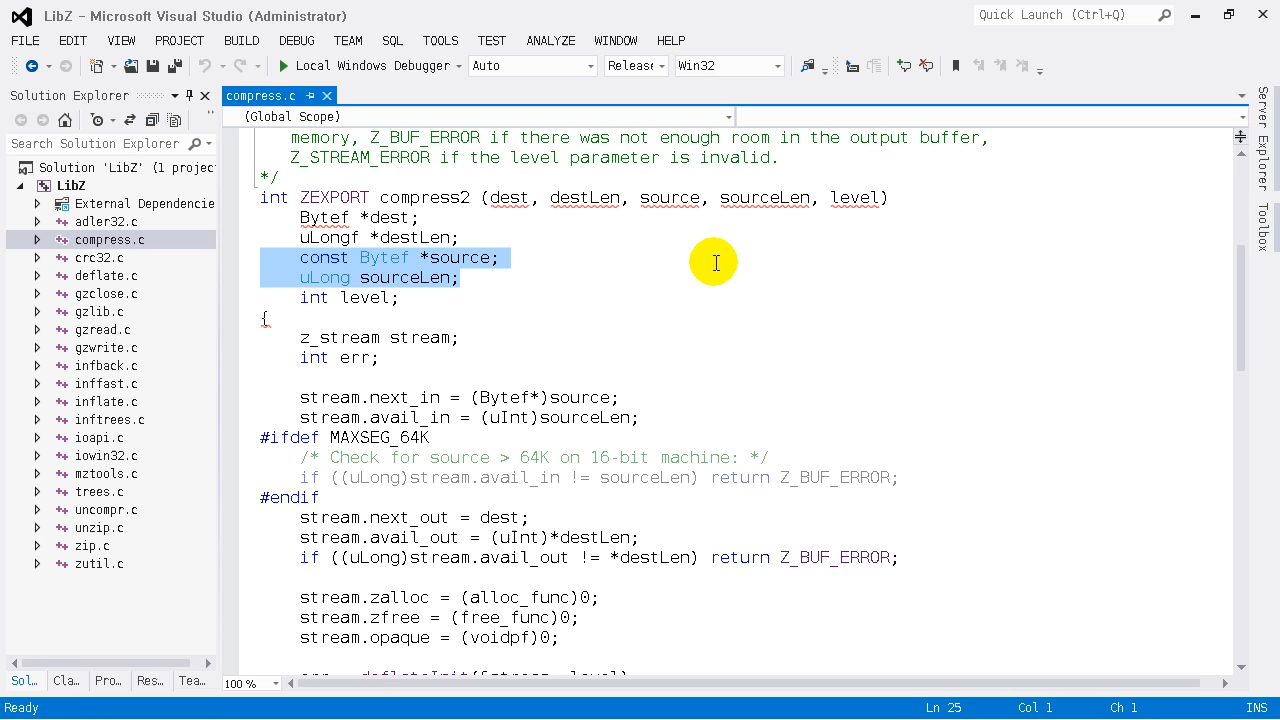 LibZ - Microsoft Visual Studio (Administrator)
Quick Launch (Ctrl+Q)
FILE EDIT VIEW PROJECT BUILD DEBUG TEAM SQL TOOLS TEST ANALYZE WINDOW HELP
Local Windows Debugger Auto Release Win32
Solution Explorer
compress.c
(Global Scope)
Search Solution Explorer
Solution 'LibZ' (1 projec
LibZ
External Dependencie
adler32.c
compress.c
crc32.c
deflate.c
gzclose.c
gzlib.c
gzread.c
gzwrite.c
infback.c
inffast.c
inflate.c
inftrees.c
ioapi.c
iowin32.c
mztools.c
trees.c
uncompr.c
unzip.c
zip.c
zutil.c
Sol... Cla... Pro... Res... Tea...
memory, Z_BUF_ERROR if there was not enough room in the output buffer,
Z_STREAM_ERROR if the level parameter is invalid.
*/
int ZEXPORT compress2 (dest, destLen, source, sourceLen, level)
Bytef *dest;
uLongf *destLen;
const Bytef *source;
uLong sourceLen;
int level;
{
z_stream stream;
int err;
stream.next_in = (Bytef*)source;
stream.avail_in = (uInt)sourceLen;
#ifdef MAXSEG_64K
/* Check for source > 64K on 16-bit machine: */
if ((uLong)stream.avail_in != sourceLen) return Z_BUF_ERROR;
#endif
stream.next_out = dest;
stream.avail_out = (uInt)*destLen;
if ((uLong)stream.avail_out != *destLen) return Z_BUF_ERROR;
stream.zalloc = (alloc_func)0;
stream.zfree = (free_func)0;
stream.opaque = (voidpf)0;
err = deflateInit(&stream, level);
100 %
Server Explorer
Toolbox
Ready
Ln 25 Col 1 Ch 1 INS